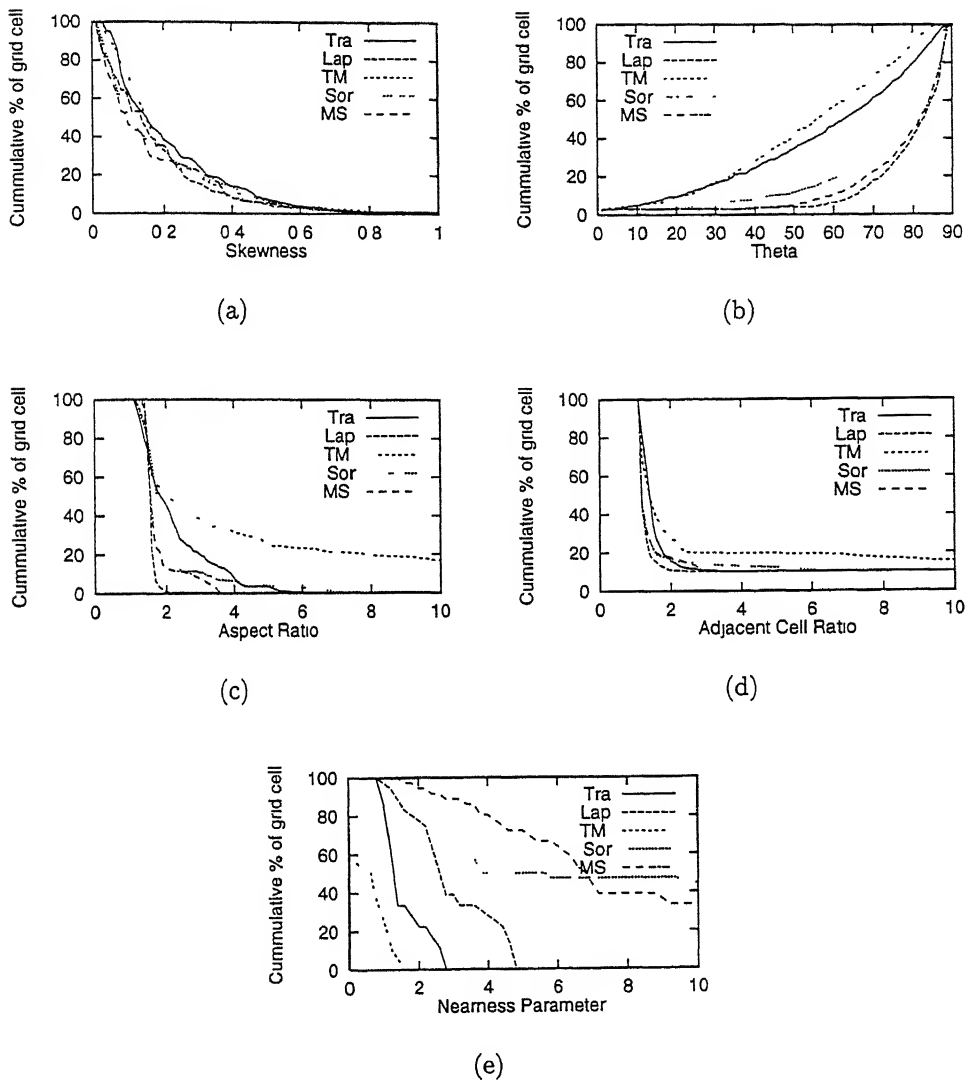 Cummulative % of grid cell
100
80
60
40
20
0
Tra
Lap
TM
Sor
MS
0 0 2 0 4 0 6 0 8 1
Skewness
(a)
Cummulative % of grid cell
100
80
60
40
20
0
Tra
Lap
TM
Sor
MS
0 10 20 30 40 50 60 70 80 90
Theta
(b)
Cummulative % of grid cell
100
80
60
40
20
0
Tra
Lap
TM
Sor
MS
0 2 4 6 8 10
Aspect Ratio
(c)
Cummulative % of grid cell
100
80
60
40
20
0
Tra
Lap
TM
Sor
MS
0 2 4 6 8 10
Adjacent Cell Ratio
(d)
Cummulative % of grid cell
100
80
60
40
20
0
Tra
Lap
TM
Sor
MS
0 2 4 6 8 10
Nearness Parameter
(e)